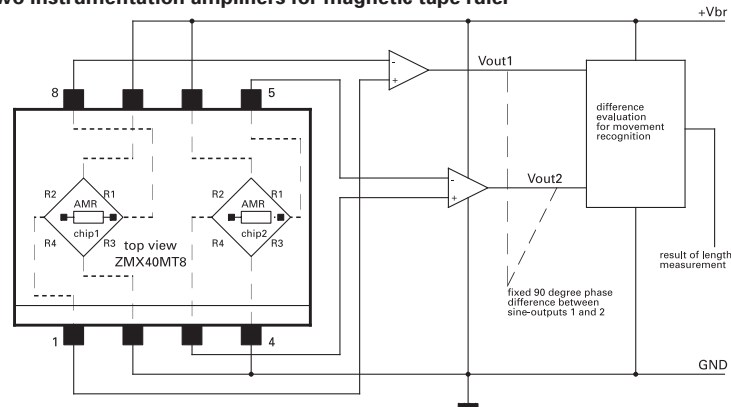 wo instrumentation amplifiers for magnetic tape ruler
+Vbr
8
5
-
+
Vout1
difference
evaluation
for movement
recognition
-
+
Vout2
R2
R1
AMR
chip1
R4
R3
R2
R1
AMR
chip2
R4
R3
top view
ZMX40MT8
result of length
measurement
fixed 90 degree phase
difference between
sine-outputs 1 and 2
1
4
GND